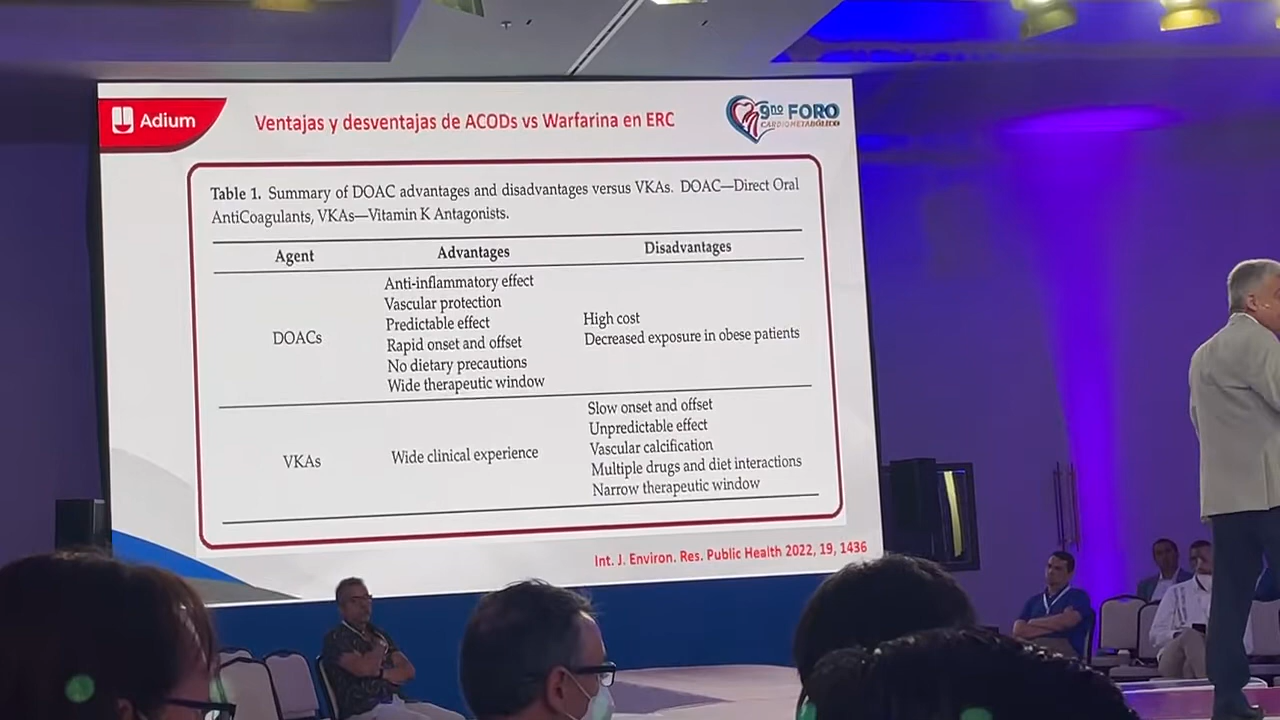 Adium
Ventajas y desventajas de ACODs vs Warfarina en ERC
9no FORO
CARDIOMETABÓLICO
Table 1. Summary of DOAC advantages and disadvantages versus VKAs. DOAC—Direct Oral
AntiCoagulants, VKAs—Vitamin K Antagonists.
Agent Advantages Disadvantages
DOACs
Anti-inflammatory effect
Vascular protection
Predictable effect
Rapid onset and offset
No dietary precautions
Wide therapeutic window
High cost
Decreased exposure in obese patients
VKAs
Wide clinical experience
Slow onset and offset
Unpredictable effect
Vascular calcification
Multiple drugs and diet interactions
Narrow therapeutic window
Int. J. Environ. Res. Public Health 2022, 19, 1436